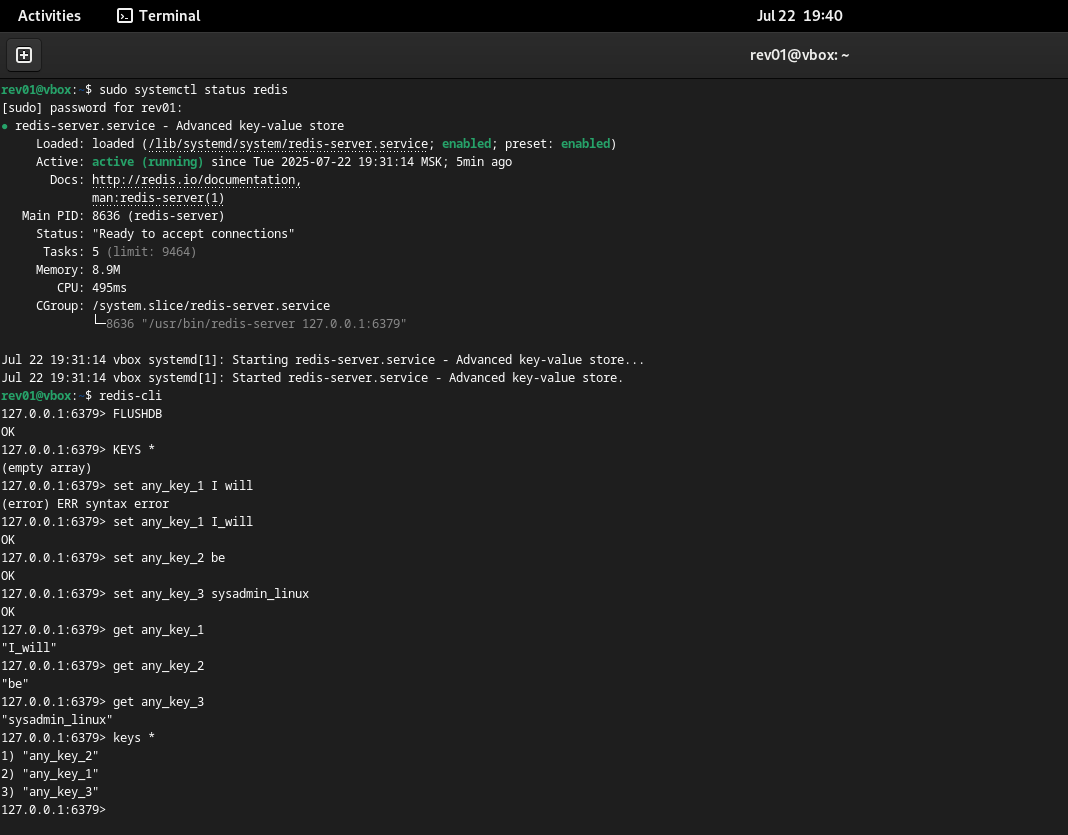 Activities Terminal Jul 22 19:40
rev01@vbox: ~
rev01@vbox:~$ sudo systemctl status redis
[sudo] password for rev01:
● redis-server.service - Advanced key-value store
Loaded: loaded (/lib/systemd/system/redis-server.service; enabled; preset: enabled)
Active: active (running) since Tue 2025-07-22 19:31:14 MSK; 5min ago
Docs: http://redis.io/documentation,
man:redis-server(1)
Main PID: 8636 (redis-server)
Status: "Ready to accept connections"
Tasks: 5 (limit: 9464)
Memory: 8.9M
CPU: 495ms
CGroup: /system.slice/redis-server.service
└─8636 "/usr/bin/redis-server 127.0.0.1:6379"
Jul 22 19:31:14 vbox systemd[1]: Starting redis-server.service - Advanced key-value store...
Jul 22 19:31:14 vbox systemd[1]: Started redis-server.service - Advanced key-value store.
rev01@vbox:~$ redis-cli
127.0.0.1:6379> FLUSHDB
OK
127.0.0.1:6379> KEYS *
(empty array)
127.0.0.1:6379> set any_key_1 I will
(error) ERR syntax error
127.0.0.1:6379> set any_key_1 I_will
OK
127.0.0.1:6379> set any_key_2 be
OK
127.0.0.1:6379> set any_key_3 sysadmin_linux
OK
127.0.0.1:6379> get any_key_1
"I_will"
127.0.0.1:6379> get any_key_2
"be"
127.0.0.1:6379> get any_key_3
"sysadmin_linux"
127.0.0.1:6379> keys *
1) "any_key_2"
2) "any_key_1"
3) "any_key_3"
127.0.0.1:6379>